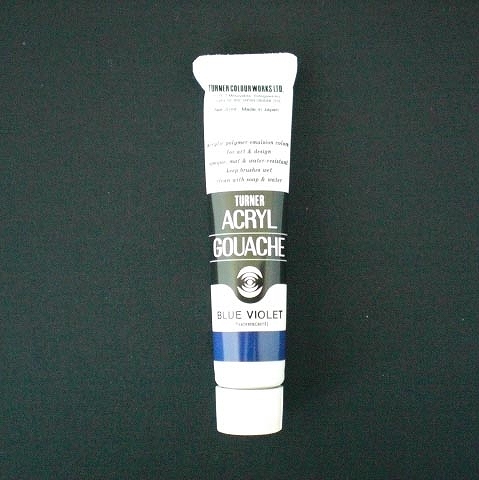 TURNER COLOUR WORKS LTD.
Made in Japan
acrylic polymer emulsion colour
for art & design
opaque, mat & water-resistant
keep brushes wet
clean with soap & water
TURNER
ACRYL
GOUACHE
BLUE VIOLET